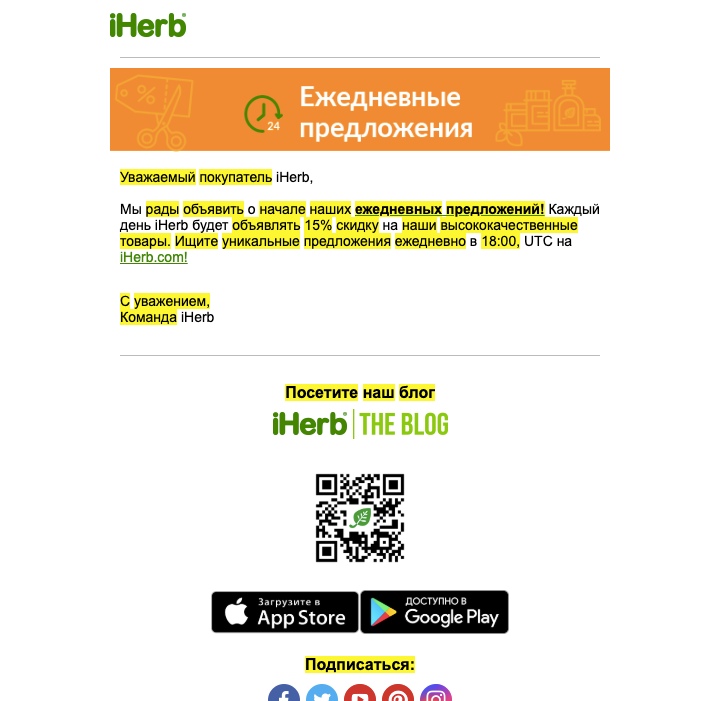 iHerb
24
Ежедневные
предложения
Уважаемый покупатель iHerb,
Мы рады объявить о начале наших ежедневных предложений! Каждый
день iHerb будет объявлять 15% скидку на наши высококачественные
товары. Ищите уникальные предложения ежедневно в 18:00, UTC на
iHerb.com!
С уважением,
Команда iHerb
Посетите наш блог
iHerb THE BLOG
Загрузите в
App Store
ДОСТУПНО В
Google Play
Подписаться: